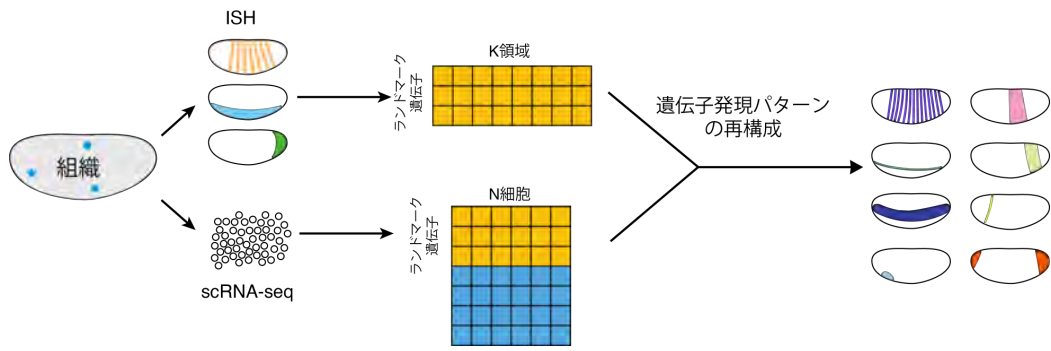 ISH
組織
scRNA-seq
K領域
ランドマーク
遺伝子
N細胞
ランドマーク
遺伝子
遺伝子発現パターン
の再構成